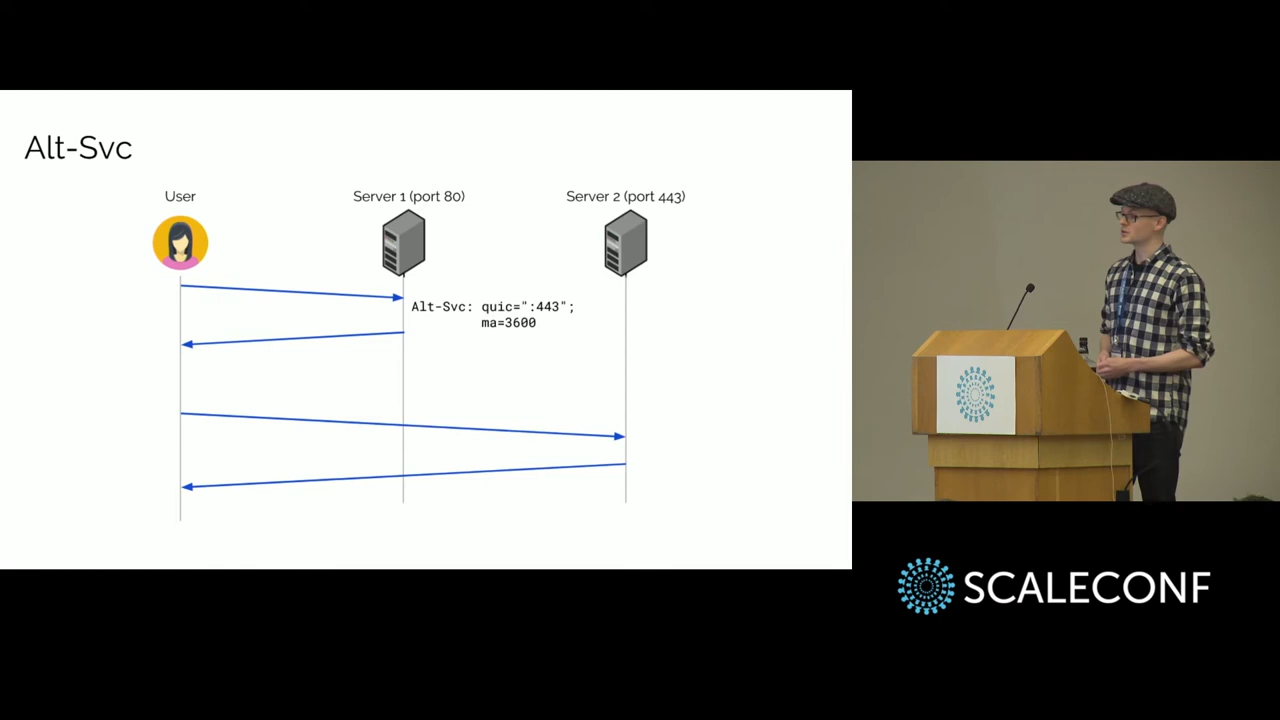 Alt-Svc
User
Server 1 (port 80)
Server 2 (port 443)
Alt-Svc: quic=":443";
ma=3600
SCALECONF